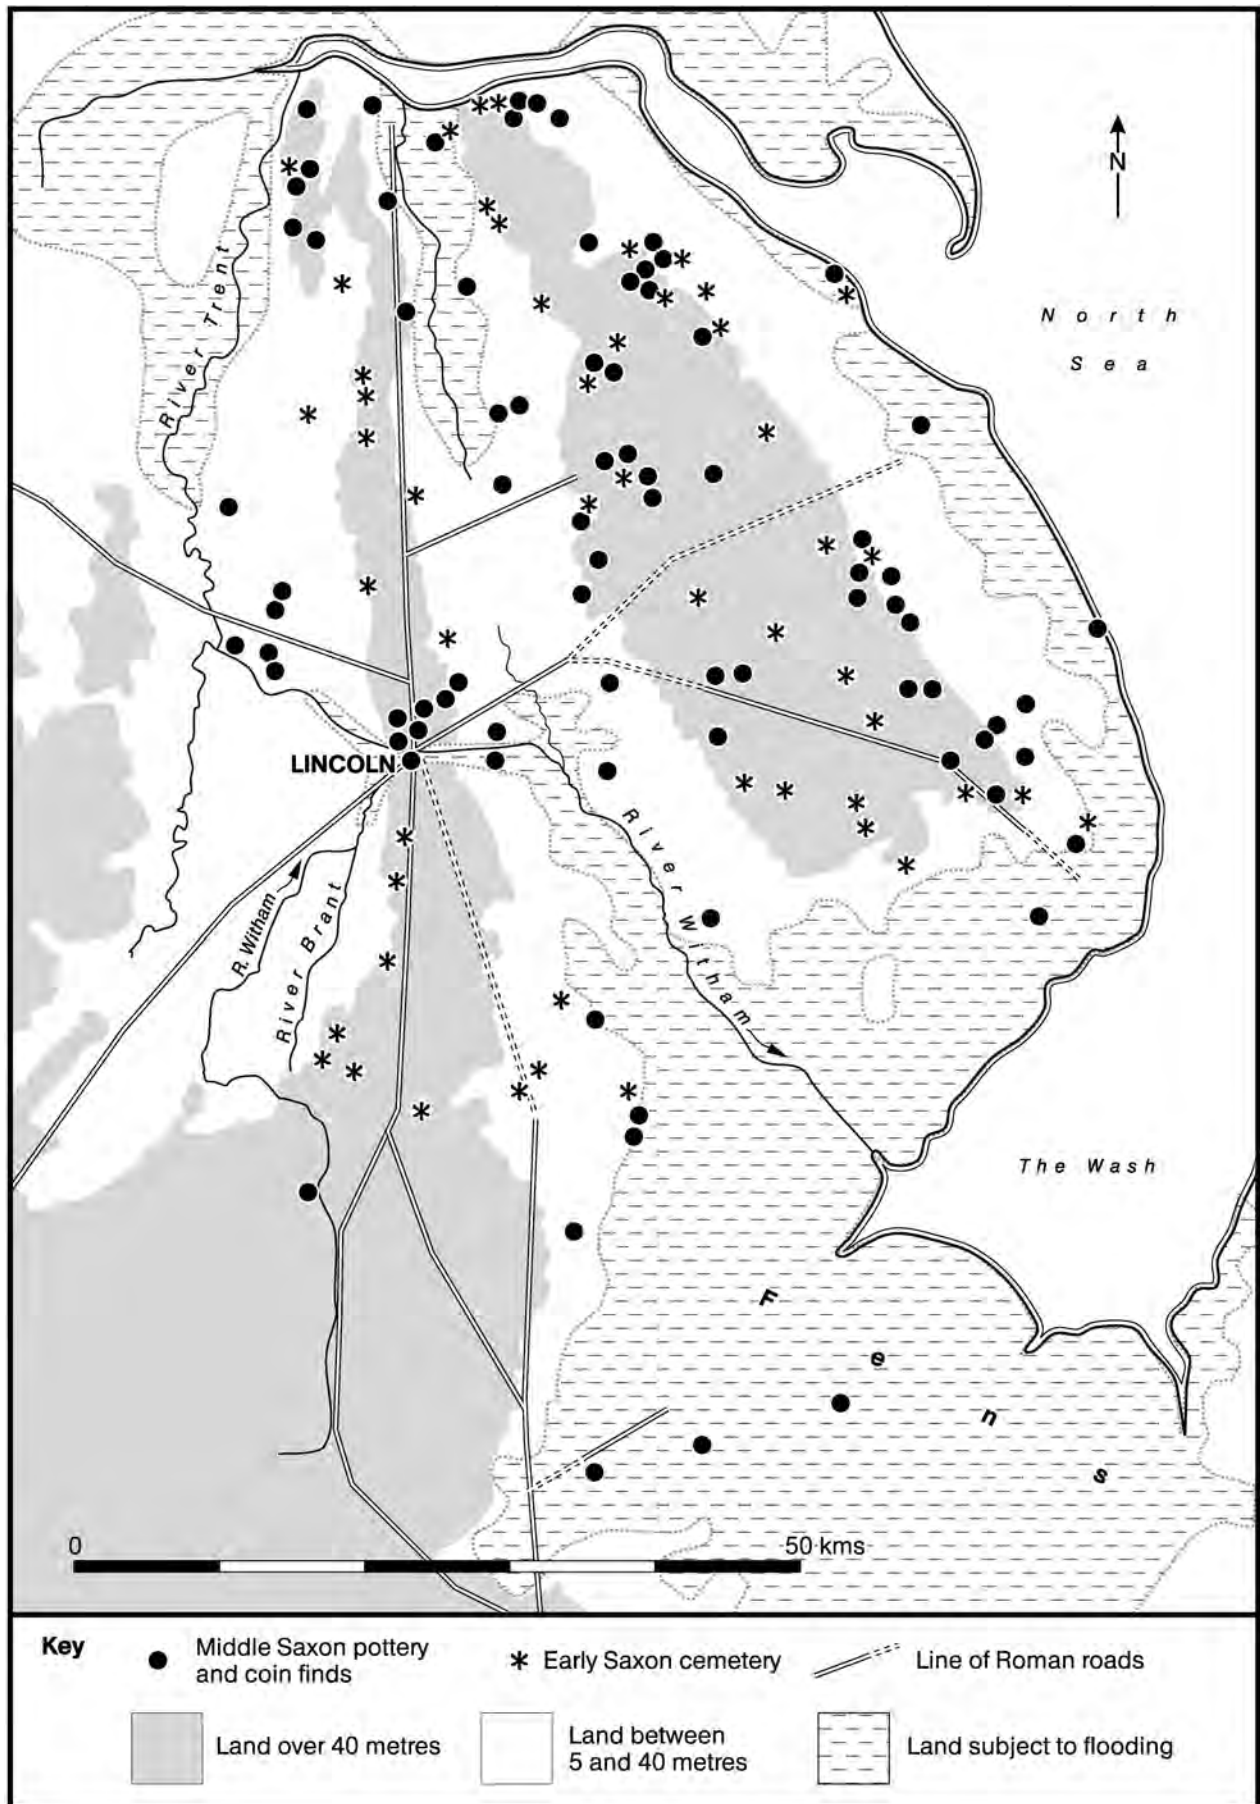 N
North
Sea
River Trent
LINCOLN
River Witham
R. Witham
River Brant
The Wash
Fens
0
50 kms
Key
Middle Saxon pottery
and coin finds
Early Saxon cemetery
Line of Roman roads
Land over 40 metres
Land between
5 and 40 metres
Land subject to flooding